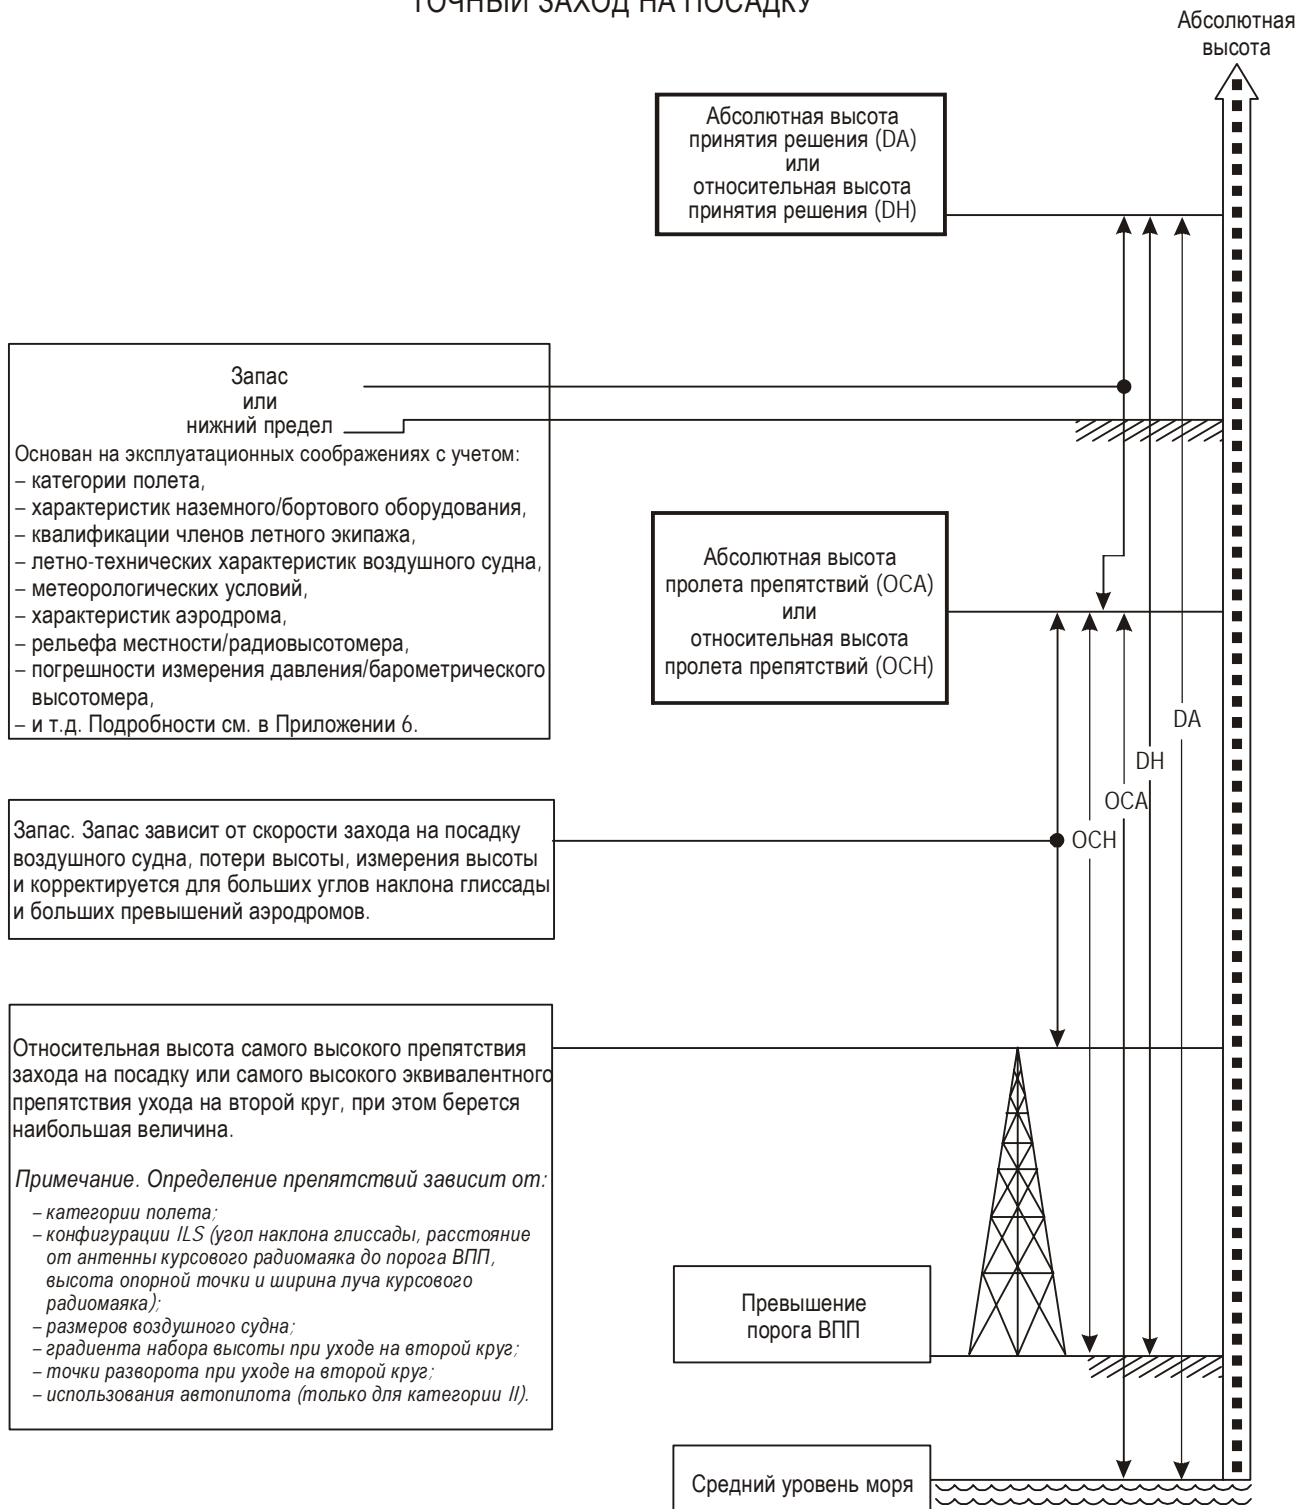 ТОЧНЫЙ ЗАХОД НА ПОСАДКУ
Абсолютная
высота
Абсолютная высота
принятия решения (DA)
или
относительная высота
принятия решения (DH)
Запас
или
нижний предел
Основан на эксплуатационных соображениях с учетом:
– категории полета,
– характеристик наземного/бортового оборудования,
– квалификации членов летного экипажа,
– летно-технических характеристик воздушного судна,
– метеорологических условий,
– характеристик аэродрома,
– рельефа местности/радиовысотомера,
– погрешности измерения давления/барометрического
высотомера,
– и т.д. Подробности см. в Приложении 6.
Абсолютная высота
пролета препятствий (OCA)
или
относительная высота
пролета препятствий (OCH)
DA
DH
OCA
OCH
Запас. Запас зависит от скорости захода на посадку
воздушного судна, потери высоты, измерения высоты
и корректируется для больших углов наклона глиссады
и больших превышений аэродромов.
Относительная высота самого высокого препятствия
захода на посадку или самого высокого эквивалентного
препятствия ухода на второй круг, при этом берется
наибольшая величина.
Примечание. Определение препятствий зависит от:
– категории полета;
– конфигурации ILS (угол наклона глиссады, расстояние
от антенны курсового радиомаяка до порога ВПП,
высота опорной точки и ширина луча курсового
радиомаяка);
– размеров воздушного судна;
– градиента набора высоты при уходе на второй круг;
– точки разворота при уходе на второй круг;
– использования автопилота (только для категории II).
Превышение
порога ВПП
Средний уровень моря